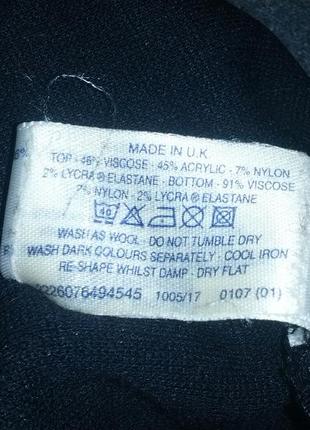 MADE IN U.K
TOP - 46% VISCOSE - 45% ACRYLIC - 7% NYLON
2% LYCRA ® ELASTANE - BOTTOM - 91% VISCOSE
7% NYLON - 2% LYCRA ® ELASTANE
40
WASH AS WOOL · DO NOT TUMBLE DRY
WASH DARK COLOURS SEPARATELY · COOL IRON
RE-SHAPE WHILST DAMP · DRY FLAT
1005/17 0107 (01)